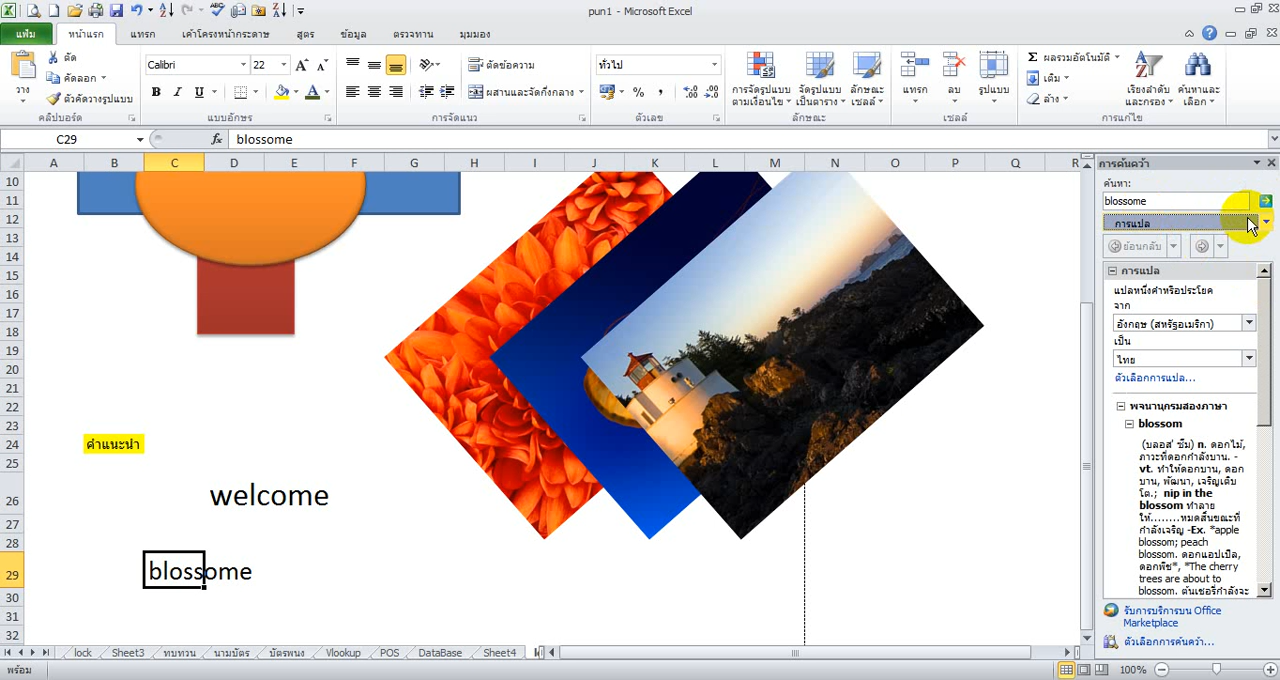 pun1 - Microsoft Excel
แฟ้ม หน้าแรก แทรก เค้าโครงหน้ากระดาษ สูตร ข้อมูล ตรวจทาน มุมมอง
วาง
ตัด
คัดลอก
ตัวคัดวางรูปแบบ
คลิปบอร์ด
Calibri 22
B I U
แบบอักษร
ตัดข้อความ
ผสานและจัดกึ่งกลาง
การจัดแนว
ทั่วไป
ตัวเลข
การจัดรูปแบบ
ตามเงื่อนไข
จัดรูปแบบ
เป็นตาราง
สไตล์
เซลล์
ลักษณะ
แทรก ลบ รูปแบบ
เซลล์
ผลรวมอัตโนมัติ
เติม
ล้าง
เรียงลำดับ
และกรอง
ค้นหาและ
เลือก
การแก้ไข
C29 fx blossome
A B C D E F G H I J K L M N O P Q R
10
11
12
13
14
15
16
17
18
19
20
21
22
23
24
25
26
27
28
29
30
31
32
คำแนะนำ
welcome
blossome
การค้นคว้า
ค้นหา:
blossome
การแปล
ย้อนกลับ
การแปล
แปลหนึ่งคำหรือประโยค
จาก
อังกฤษ (สหรัฐอเมริกา)
เป็น
ไทย
ตัวเลือกการแปล...
พจนานุกรมสองภาษา
blossom
(บลอส' ซัม) n. ดอกไม้,
ภาวะที่ดอกกำลังบาน. -
vt. ทำให้ดอกบาน, ดอก
บาน, พัฒนา, เจริญเติบ
โต.; nip in the
blossom ทำลาย
ให้........หมดสิ้นขณะที่
กำลังเจริญ -Ex. *apple
blossom; peach
blossom. ดอกแอปเปิล,
ดอกพีช*, *The cherry
trees are about to
blossom. ต้นเชอรี่กำลังจะ
รับการบริการบน Office
Marketplace
ตัวเลือกการค้นคว้า...
lock Sheet3 ทบทวน นามบัตร บัตรพนง Vlookup POS DataBase Sheet4
พร้อม 100%